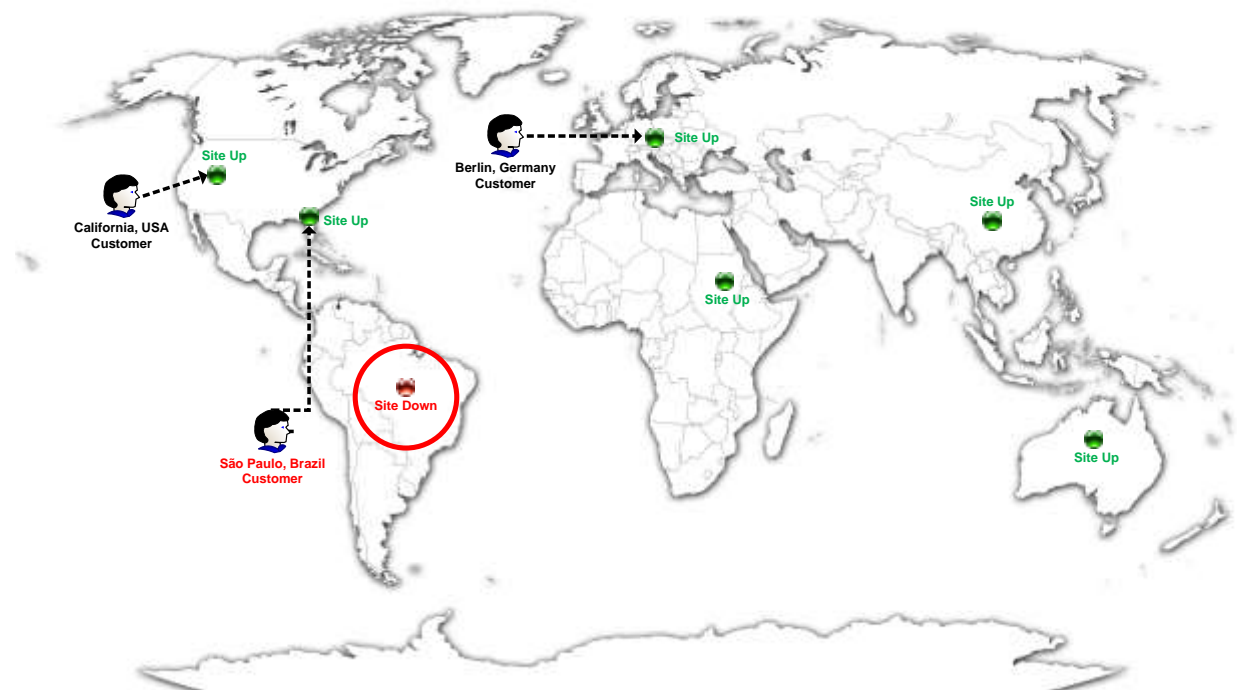 Site Up
California, USA
Customer
Site Up
Berlin, Germany
Customer
Site Up
Site Up
Site Up
Site Down
São Paulo, Brazil
Customer
Site Up